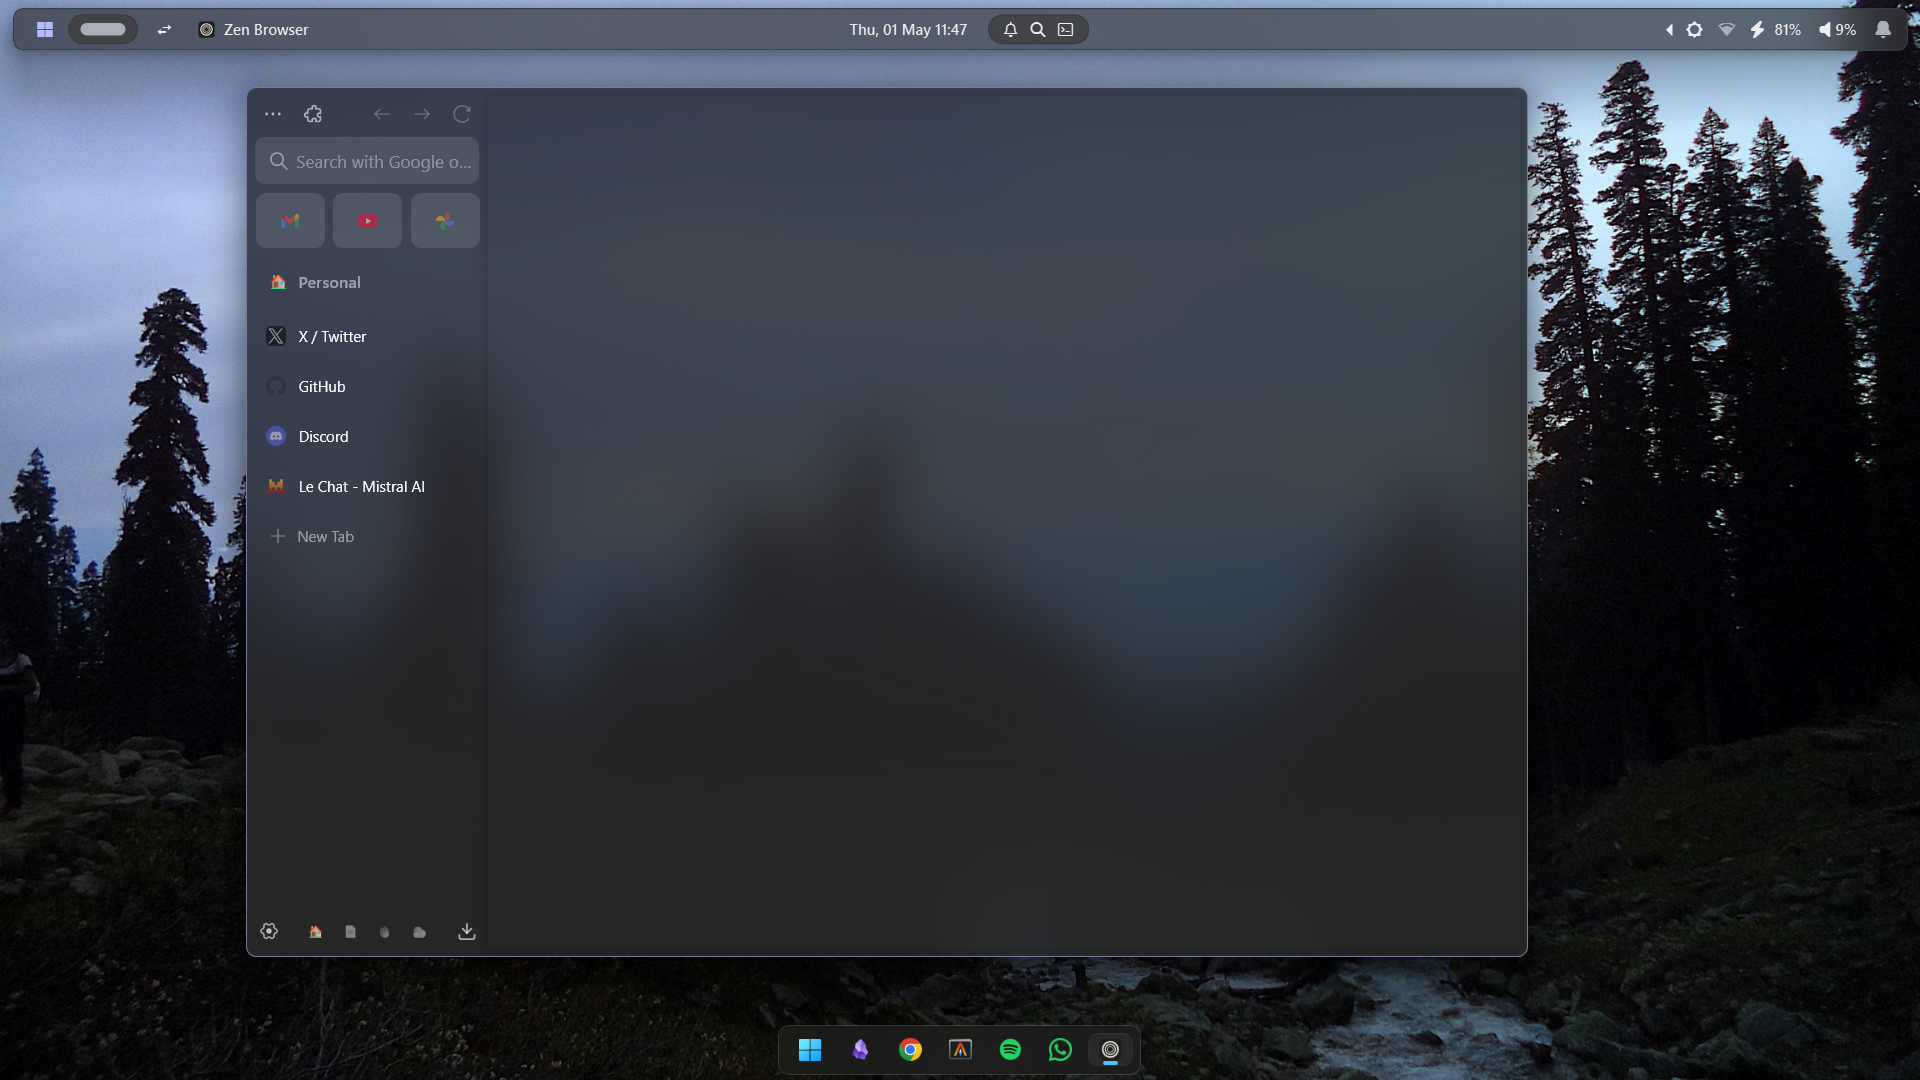 Zen Browser
Thu, 01 May 11:47
81%
9%
Search with Google o...
Personal
X / Twitter
GitHub
Discord
Le Chat - Mistral AI
New Tab